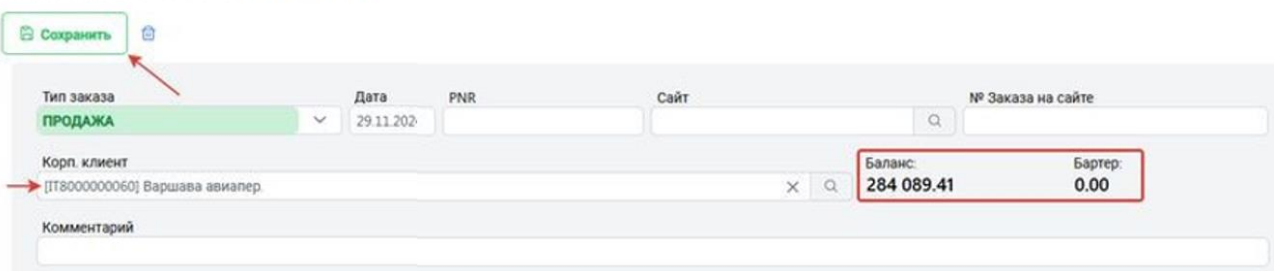 Сохранить
Тип заказа Дата PNR Сайт № Заказа на сайте
ПРОДАЖА 29.11.202
Корп. клиент Баланс: Бартер:
[IT8000000060] Варшава авиапер. 284 089.41 0.00
Комментарий